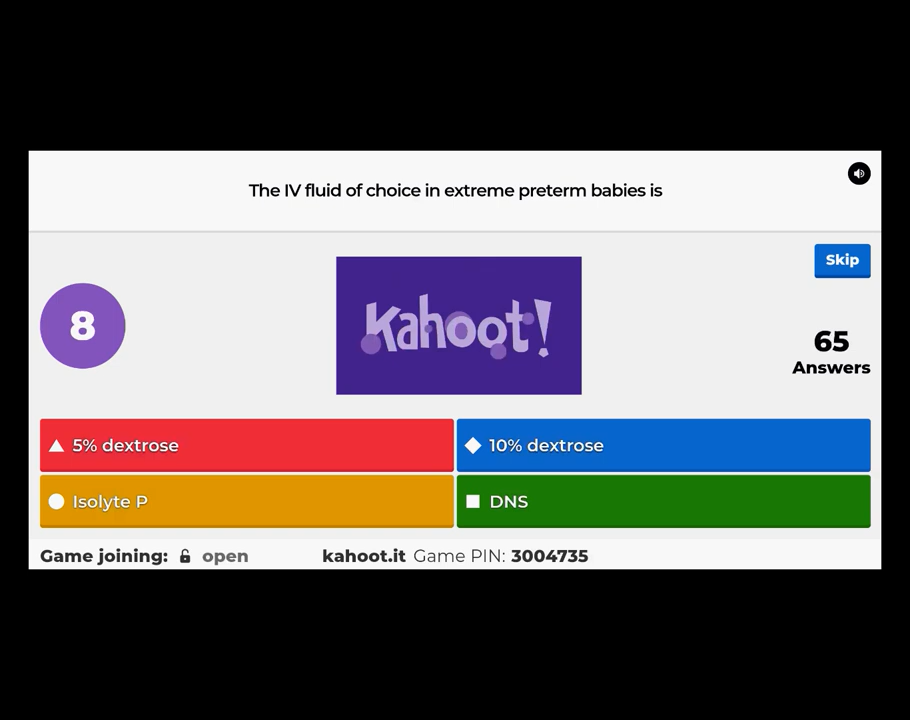 The IV fluid of choice in extreme preterm babies is
Skip
8
Kahoot!
65
Answers
5% dextrose
10% dextrose
Isolyte P
DNS
Game joining: open kahoot.it Game PIN: 3004735